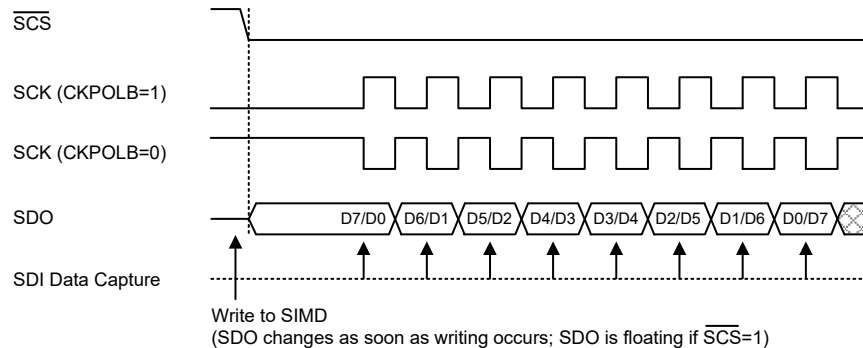 SCS
SCK (CKPOLB=1)
SCK (CKPOLB=0)
SDO
D7/D0 D6/D1 D5/D2 D4/D3 D3/D4 D2/D5 D1/D6 D0/D7
SDI Data Capture
Write to SIMD
(SDO changes as soon as writing occurs; SDO is floating if SCS=1)